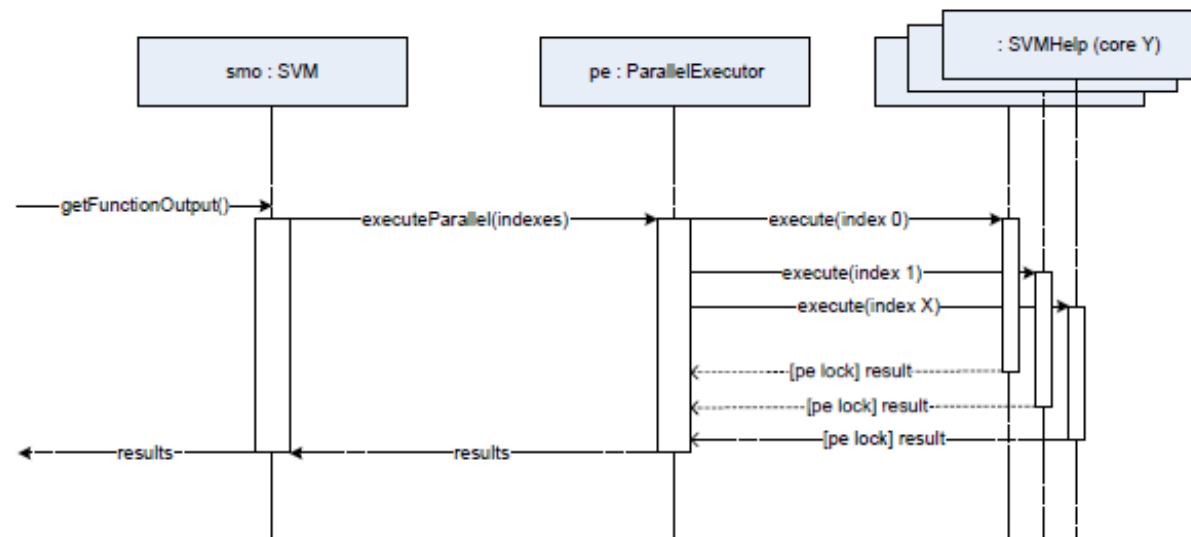 : SVMHelp (core Y)
smo : SVM
pe : ParallelExecutor
getFunctionOutput()
executeParallel(indexes)
execute(index 0)
execute(index 1)
execute(index X)
[pe lock] result
[pe lock] result
[pe lock] result
results
results